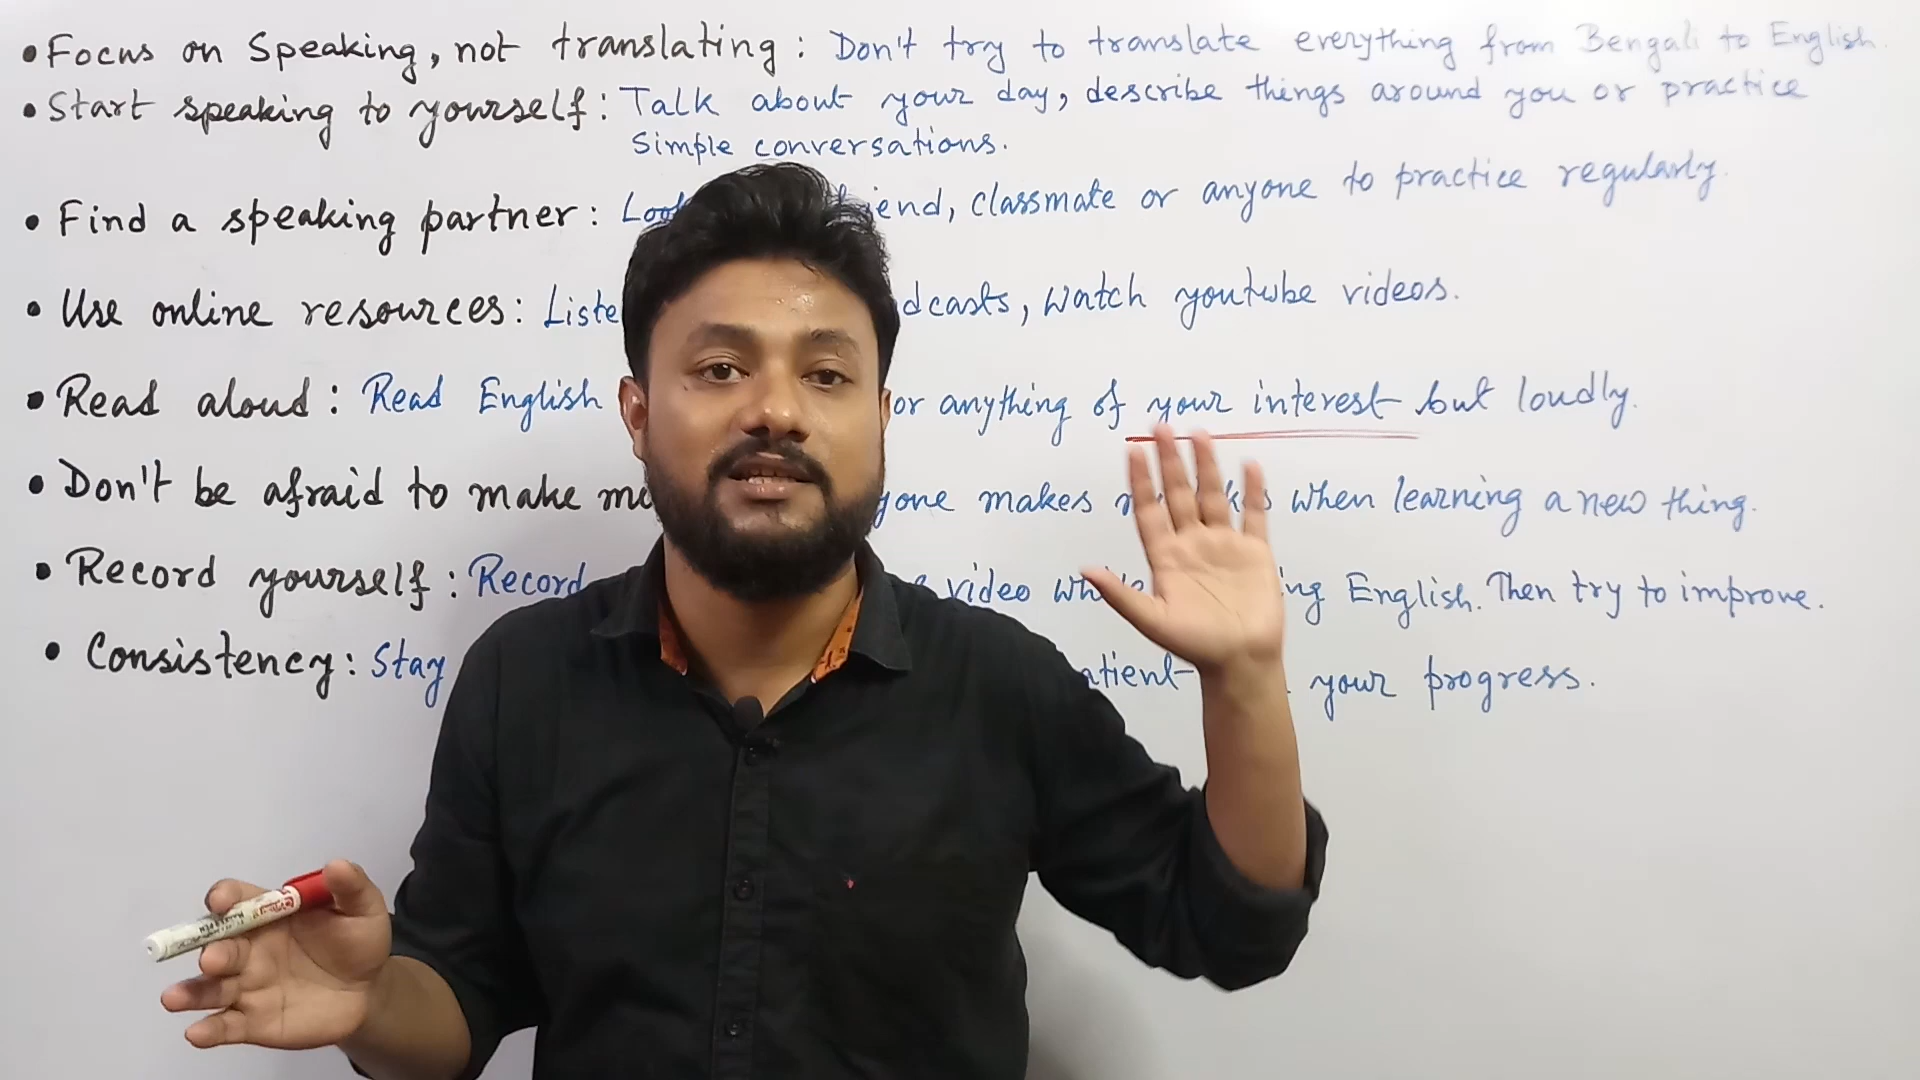 • Focus on Speaking, not translating: Don't try to translate everything from Bengali to English.
• Start speaking to yourself: Talk about your day, describe things around you or practice
Simple conversations.
• Find a speaking partner: classmate or anyone to practice regularly.
• Use online resources: watch youtube videos.
• Read aloud: Read English or anything of your interest but loudly.
• Don't be afraid to make makes when learning a new thing.
• Record yourself: Record video English. Then try to improve.
• Consistency: Stay your progress.